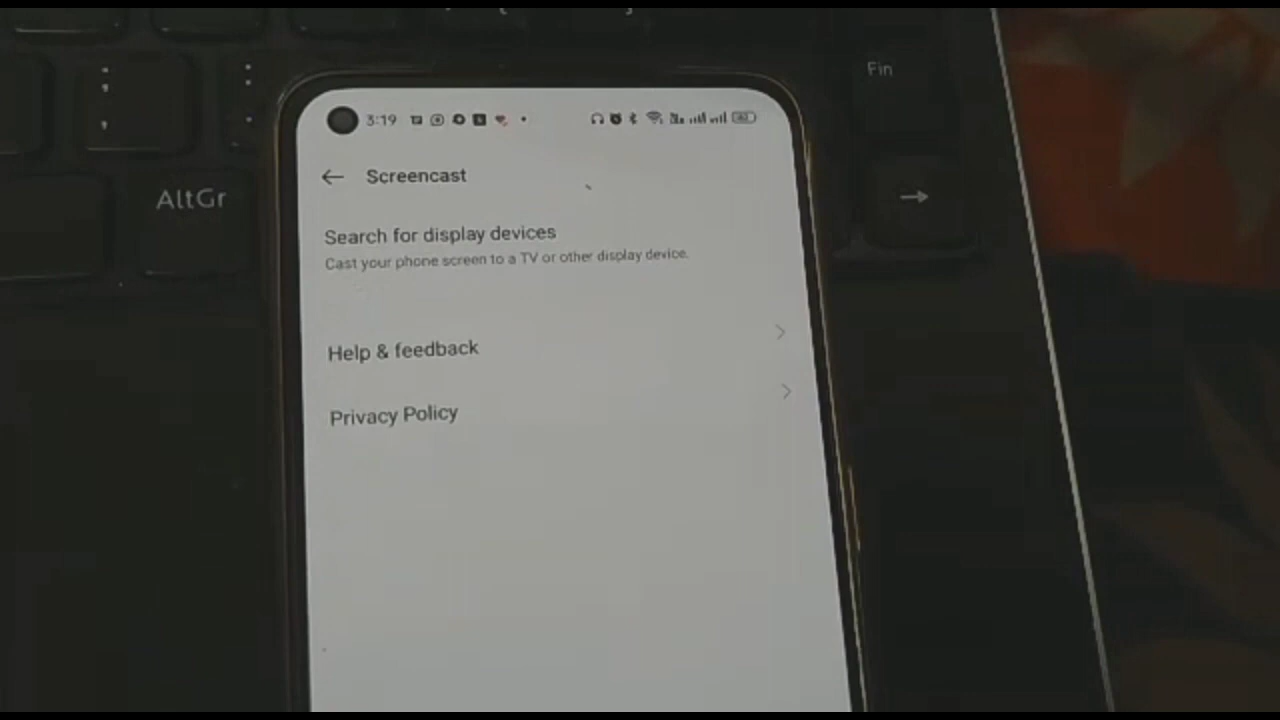 Fin
3:19
Screencast
AltGr
→
Search for display devices
Cast your phone screen to a TV or other display device.
Help & feedback
Privacy Policy
; :
, .